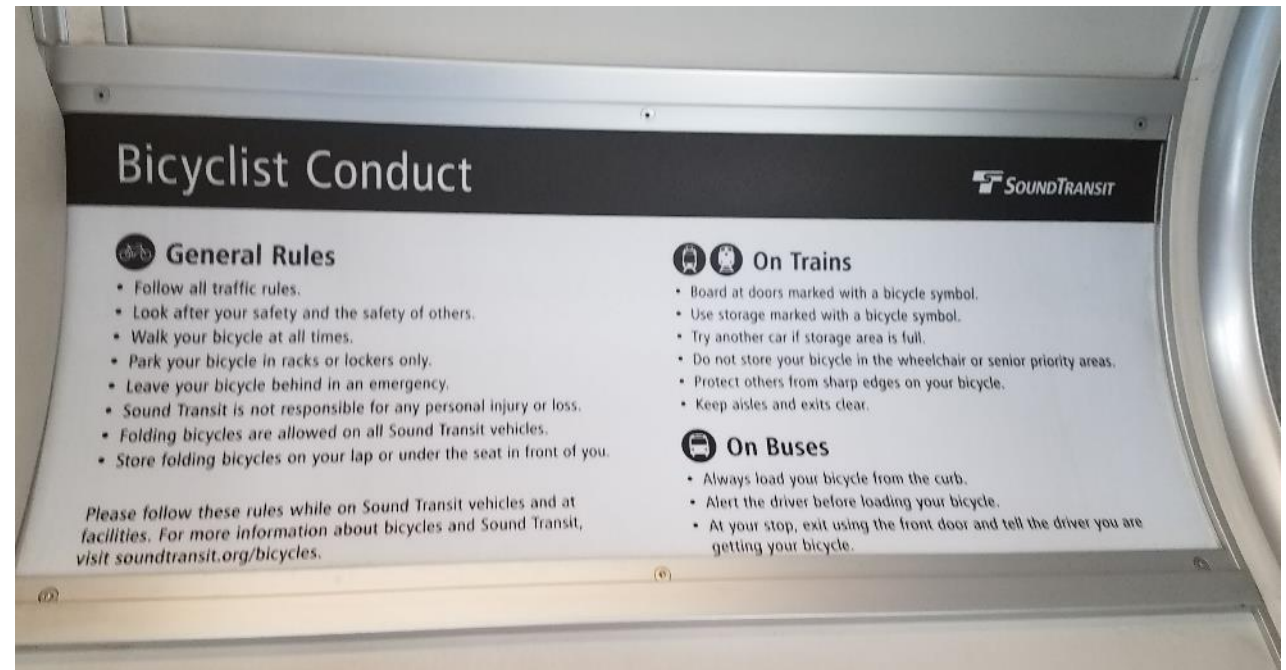 Bicyclist Conduct
SOUNDTRANSIT
General Rules
• Follow all traffic rules.
• Look after your safety and the safety of others.
• Walk your bicycle at all times.
• Park your bicycle in racks or lockers only.
• Leave your bicycle behind in an emergency.
• Sound Transit is not responsible for any personal injury or loss.
• Folding bicycles are allowed on all Sound Transit vehicles.
• Store folding bicycles on your lap or under the seat in front of you.
Please follow these rules while on Sound Transit vehicles and at
facilities. For more information about bicycles and Sound Transit,
visit soundtransit.org/bicycles.
On Trains
• Board at doors marked with a bicycle symbol.
• Use storage marked with a bicycle symbol.
• Try another car if storage area is full.
• Do not store your bicycle in the wheelchair or senior priority areas.
• Protect others from sharp edges on your bicycle.
• Keep aisles and exits clear.
On Buses
• Always load your bicycle from the curb.
• Alert the driver before loading your bicycle.
• At your stop, exit using the front door and tell the driver you are
getting your bicycle.